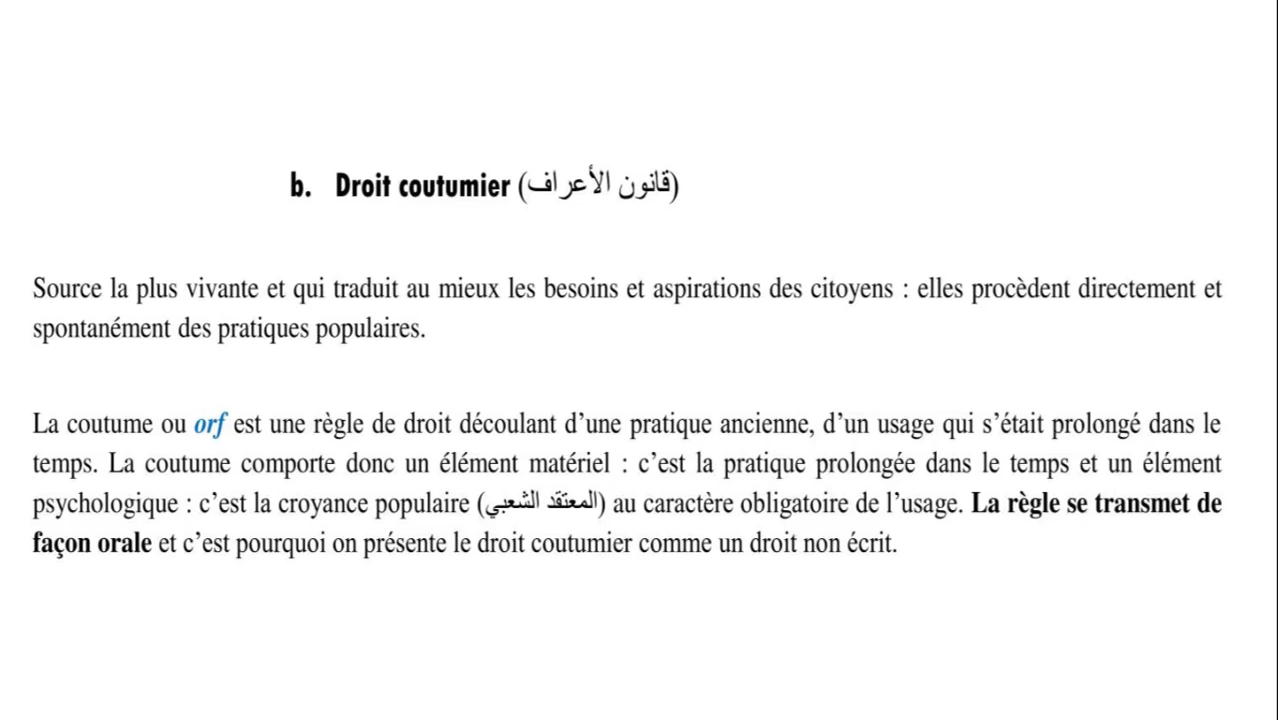 b. Droit coutumier (قانون الأعراف)
Source la plus vivante et qui traduit au mieux les besoins et aspirations des citoyens : elles procèdent directement et
spontanément des pratiques populaires.
La coutume ou orf est une règle de droit découlant d’une pratique ancienne, d’un usage qui s’était prolongé dans le
temps. La coutume comporte donc un élément matériel : c’est la pratique prolongée dans le temps et un élément
psychologique : c’est la croyance populaire (المعتقد الشعبي) au caractère obligatoire de l’usage. La règle se transmet de
façon orale et c’est pourquoi on présente le droit coutumier comme un droit non écrit.